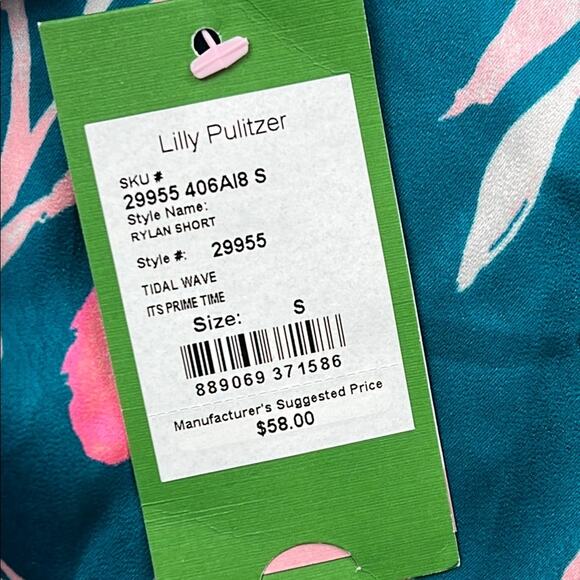 Lilly Pulitzer
SKU #
29955 406AI8 S
Style Name:
RYLAN SHORT
Style #: 29955
TIDAL WAVE
ITS PRIME TIME
Size: S
889069 371586
Manufacturer's Suggested Price
$58.00